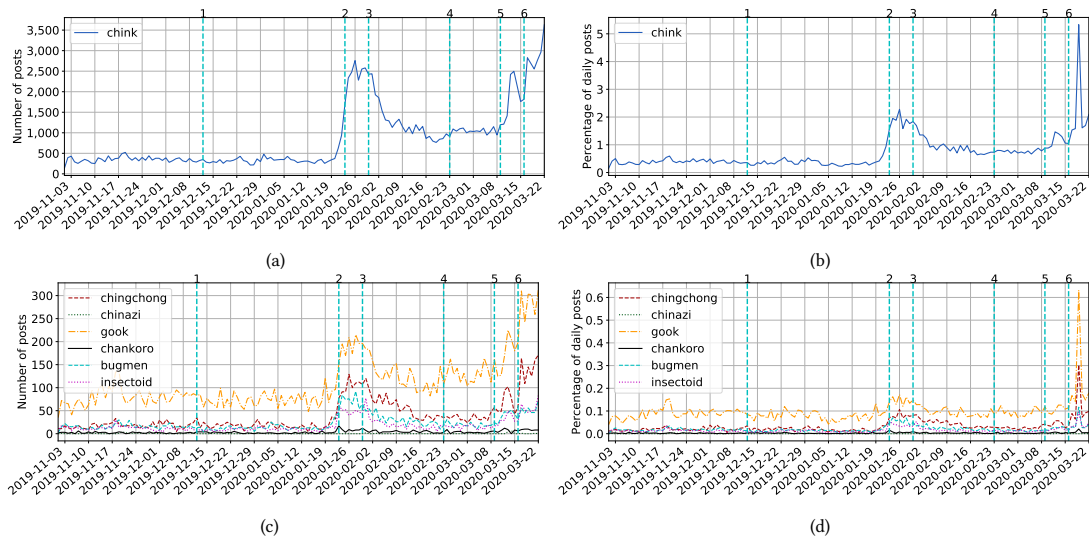 1 2 3 4 5 6
3,500
3,000
2,500
2,000
1,500
1,000
500
0
Number of posts
chink
2019-11-03 2019-11-10 2019-11-17 2019-11-24 2019-12-01 2019-12-08 2019-12-15 2019-12-22 2019-12-29 2020-01-05 2020-01-12 2020-01-19 2020-01-26 2020-02-02 2020-02-09 2020-02-16 2020-02-23 2020-03-01 2020-03-08 2020-03-15 2020-03-22
(a)
1 2 3 4 5 6
5
4
3
2
1
0
Percentage of daily posts
chink
2019-11-03 2019-11-10 2019-11-17 2019-11-24 2019-12-01 2019-12-08 2019-12-15 2019-12-22 2019-12-29 2020-01-05 2020-01-12 2020-01-19 2020-01-26 2020-02-02 2020-02-09 2020-02-16 2020-02-23 2020-03-01 2020-03-08 2020-03-15 2020-03-22
(b)
1 2 3 4 5 6
300
250
200
150
100
50
0
Number of posts
chingchong
chinazi
gook
chankoro
bugmen
insectoid
2019-11-03 2019-11-10 2019-11-17 2019-11-24 2019-12-01 2019-12-08 2019-12-15 2019-12-22 2019-12-29 2020-01-05 2020-01-12 2020-01-19 2020-01-26 2020-02-02 2020-02-09 2020-02-16 2020-02-23 2020-03-01 2020-03-08 2020-03-15 2020-03-22
(c)
1 2 3 4 5 6
0.6
0.5
0.4
0.3
0.2
0.1
0.0
Percentage of daily posts
chingchong
chinazi
gook
chankoro
bugmen
insectoid
2019-11-03 2019-11-10 2019-11-17 2019-11-24 2019-12-01 2019-12-08 2019-12-15 2019-12-22 2019-12-29 2020-01-05 2020-01-12 2020-01-19 2020-01-26 2020-02-02 2020-02-09 2020-02-16 2020-02-23 2020-03-01 2020-03-08 2020-03-15 2020-03-22
(d)